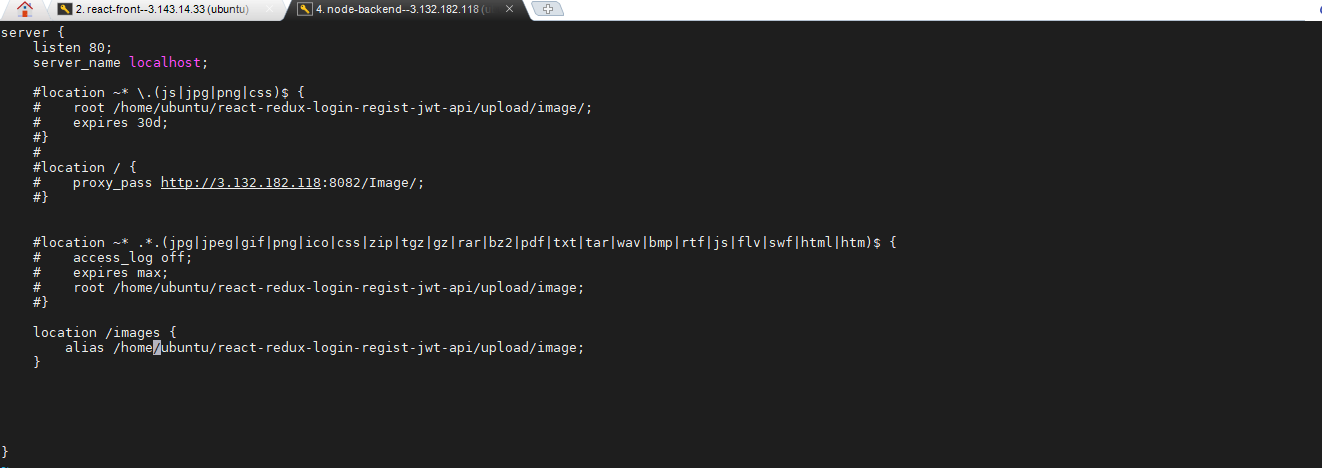 2. react-front--3.143.14.33 (ubuntu) 4. node-backend--3.132.182.118 (u
server {
    listen 80;
    server_name localhost;
    #location ~* \.(js|jpg|png|css)$ {
    #    root /home/ubuntu/react-redux-login-regist-jwt-api/upload/image/;
    #    expires 30d;
    #}
    #
    #location / {
    #    proxy_pass http://3.132.182.118:8082/Image/;
    #}
    #location ~* .*.(jpg|jpeg|gif|png|ico|css|zip|tgz|gz|rar|bz2|pdf|txt|tar|wav|bmp|rtf|js|flv|swf|html|htm)$ {
    #    access_log off;
    #    expires max;
    #    root /home/ubuntu/react-redux-login-regist-jwt-api/upload/image;
    #}
    location /images {
        alias /home/ubuntu/react-redux-login-regist-jwt-api/upload/image;
    }
}